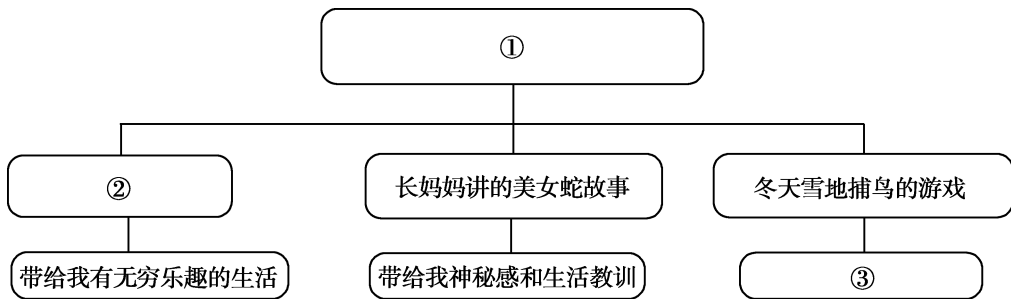 ①
②
长妈妈讲的美女蛇故事
冬天雪地捕鸟的游戏
带给我有无穷乐趣的生活
带给我神秘感和生活教训
③